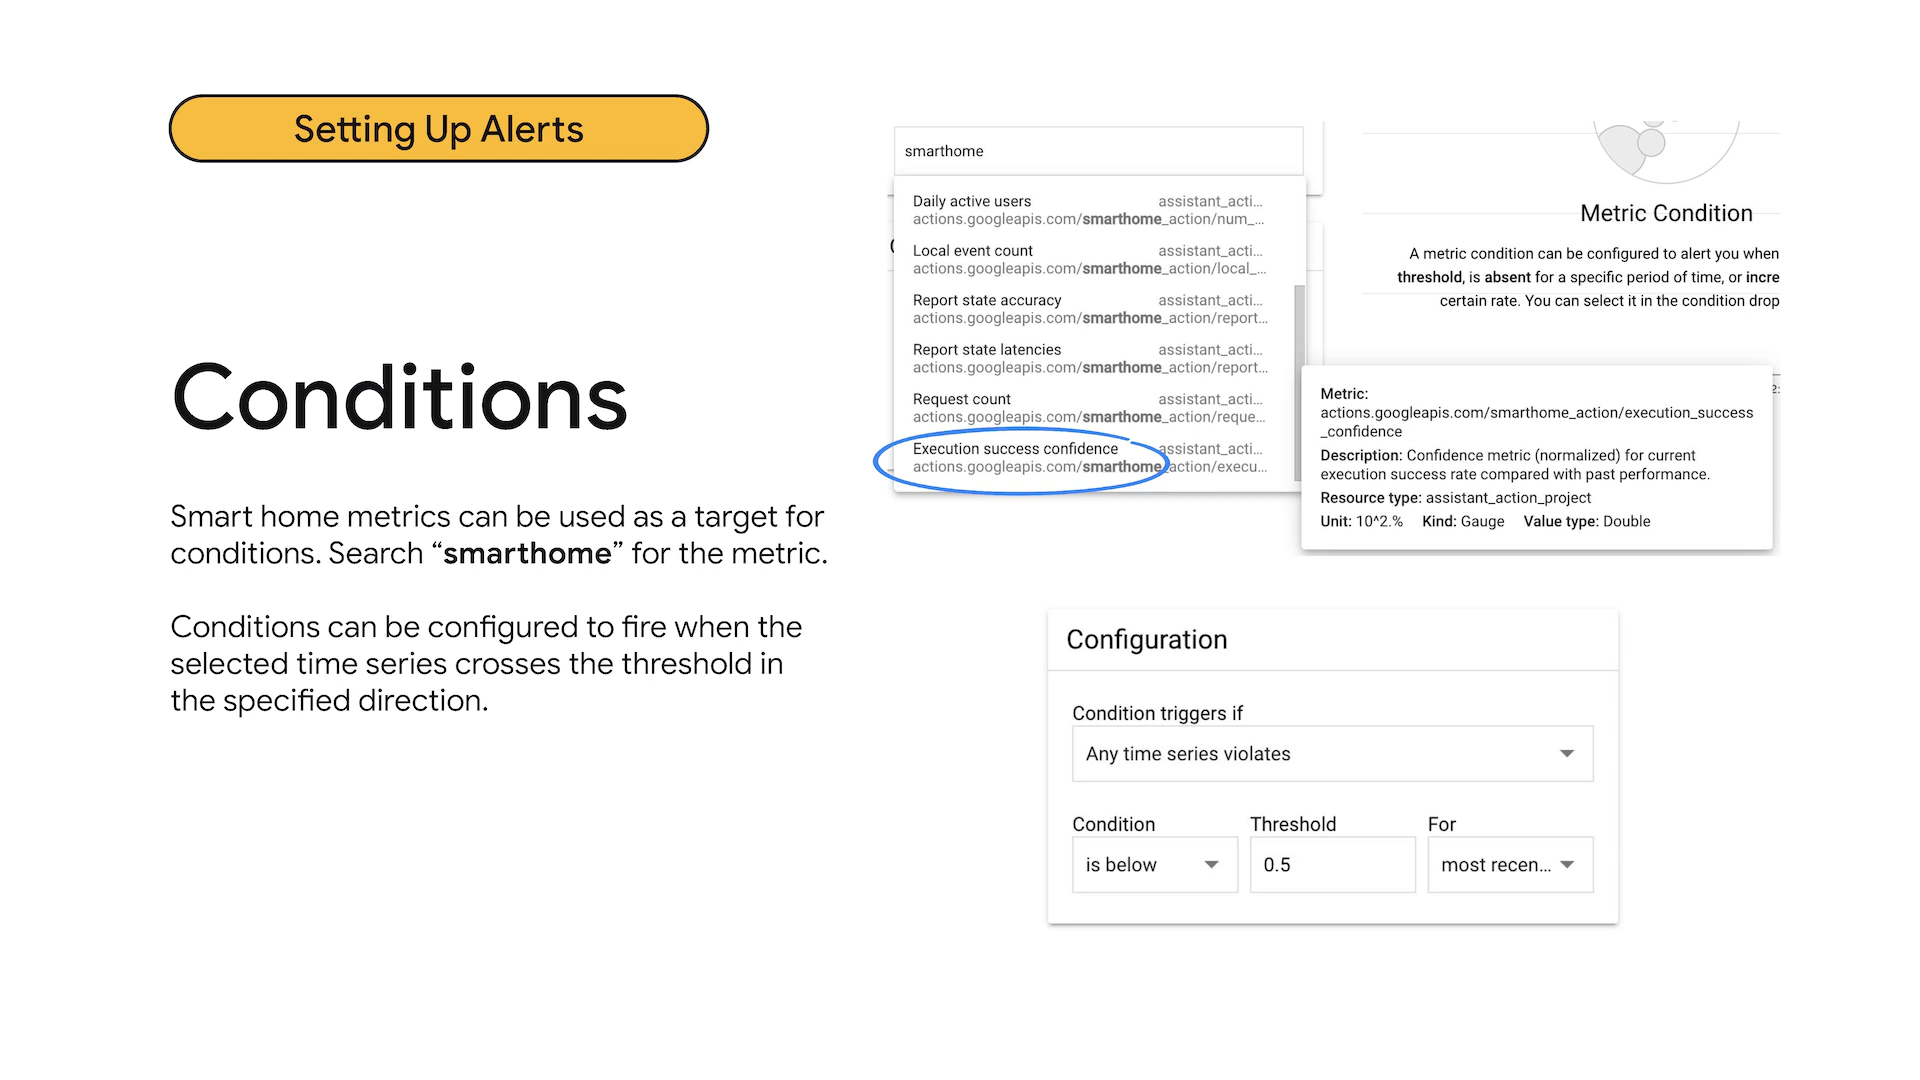 Setting Up Alerts
Conditions
Smart home metrics can be used as a target for
conditions. Search “smarthome” for the metric.
Conditions can be configured to fire when the
selected time series crosses the threshold in
the specified direction.
smarthome
Daily active users assistant_acti...
actions.googleapis.com/smarthome_action/num_...
Local event count assistant_acti...
actions.googleapis.com/smarthome_action/local_...
Report state accuracy assistant_acti...
actions.googleapis.com/smarthome_action/report...
Report state latencies assistant_acti...
actions.googleapis.com/smarthome_action/report...
Request count assistant_acti...
actions.googleapis.com/smarthome_action/reque...
Execution success confidence assistant_acti...
actions.googleapis.com/smarthome_action/execu...
Metric Condition
A metric condition can be configured to alert you when
threshold, is absent for a specific period of time, or incre
certain rate. You can select it in the condition drop
Metric:
actions.googleapis.com/smarthome_action/execution_success
_confidence
Description: Confidence metric (normalized) for current
execution success rate compared with past performance.
Resource type: assistant_action_project
Unit: 10^2.% Kind: Gauge Value type: Double
Configuration
Condition triggers if
Any time series violates
Condition Threshold For
is below 0.5 most recen...